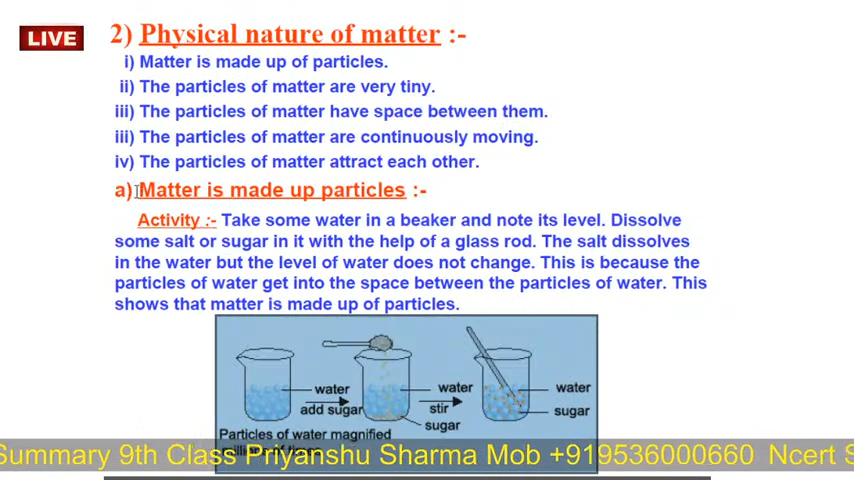 LIVE
2) Physical nature of matter :-
i) Matter is made up of particles.
ii) The particles of matter are very tiny.
iii) The particles of matter have space between them.
iii) The particles of matter are continuously moving.
iv) The particles of matter attract each other.
a) Matter is made up particles :-
Activity :- Take some water in a beaker and note its level. Dissolve
some salt or sugar in it with the help of a glass rod. The salt dissolves
in the water but the level of water does not change. This is because the
particles of water get into the space between the particles of water. This
shows that matter is made up of particles.
water
add sugar
water
stir
sugar
water
sugar
Particles of water magnified
Summary 9th Class Priyanshu Sharma Mob +919536000660 Ncert S